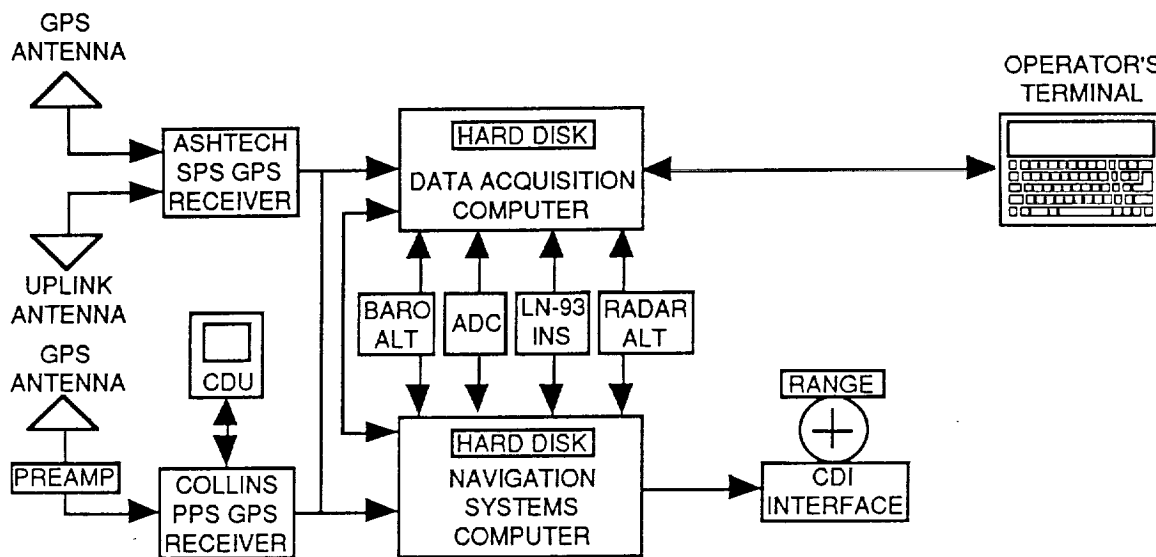 GPS
ANTENNA
ASHTECH
SPS GPS
RECEIVER
UPLINK
ANTENNA
GPS
ANTENNA
PREAMP
CDU
COLLINS
PPS GPS
RECEIVER
HARD DISK
DATA ACQUISITION
COMPUTER
BARO
ALT
ADC
LN-93
INS
RADAR
ALT
HARD DISK
NAVIGATION
SYSTEMS
COMPUTER
OPERATOR'S
TERMINAL
RANGE
CDI
INTERFACE